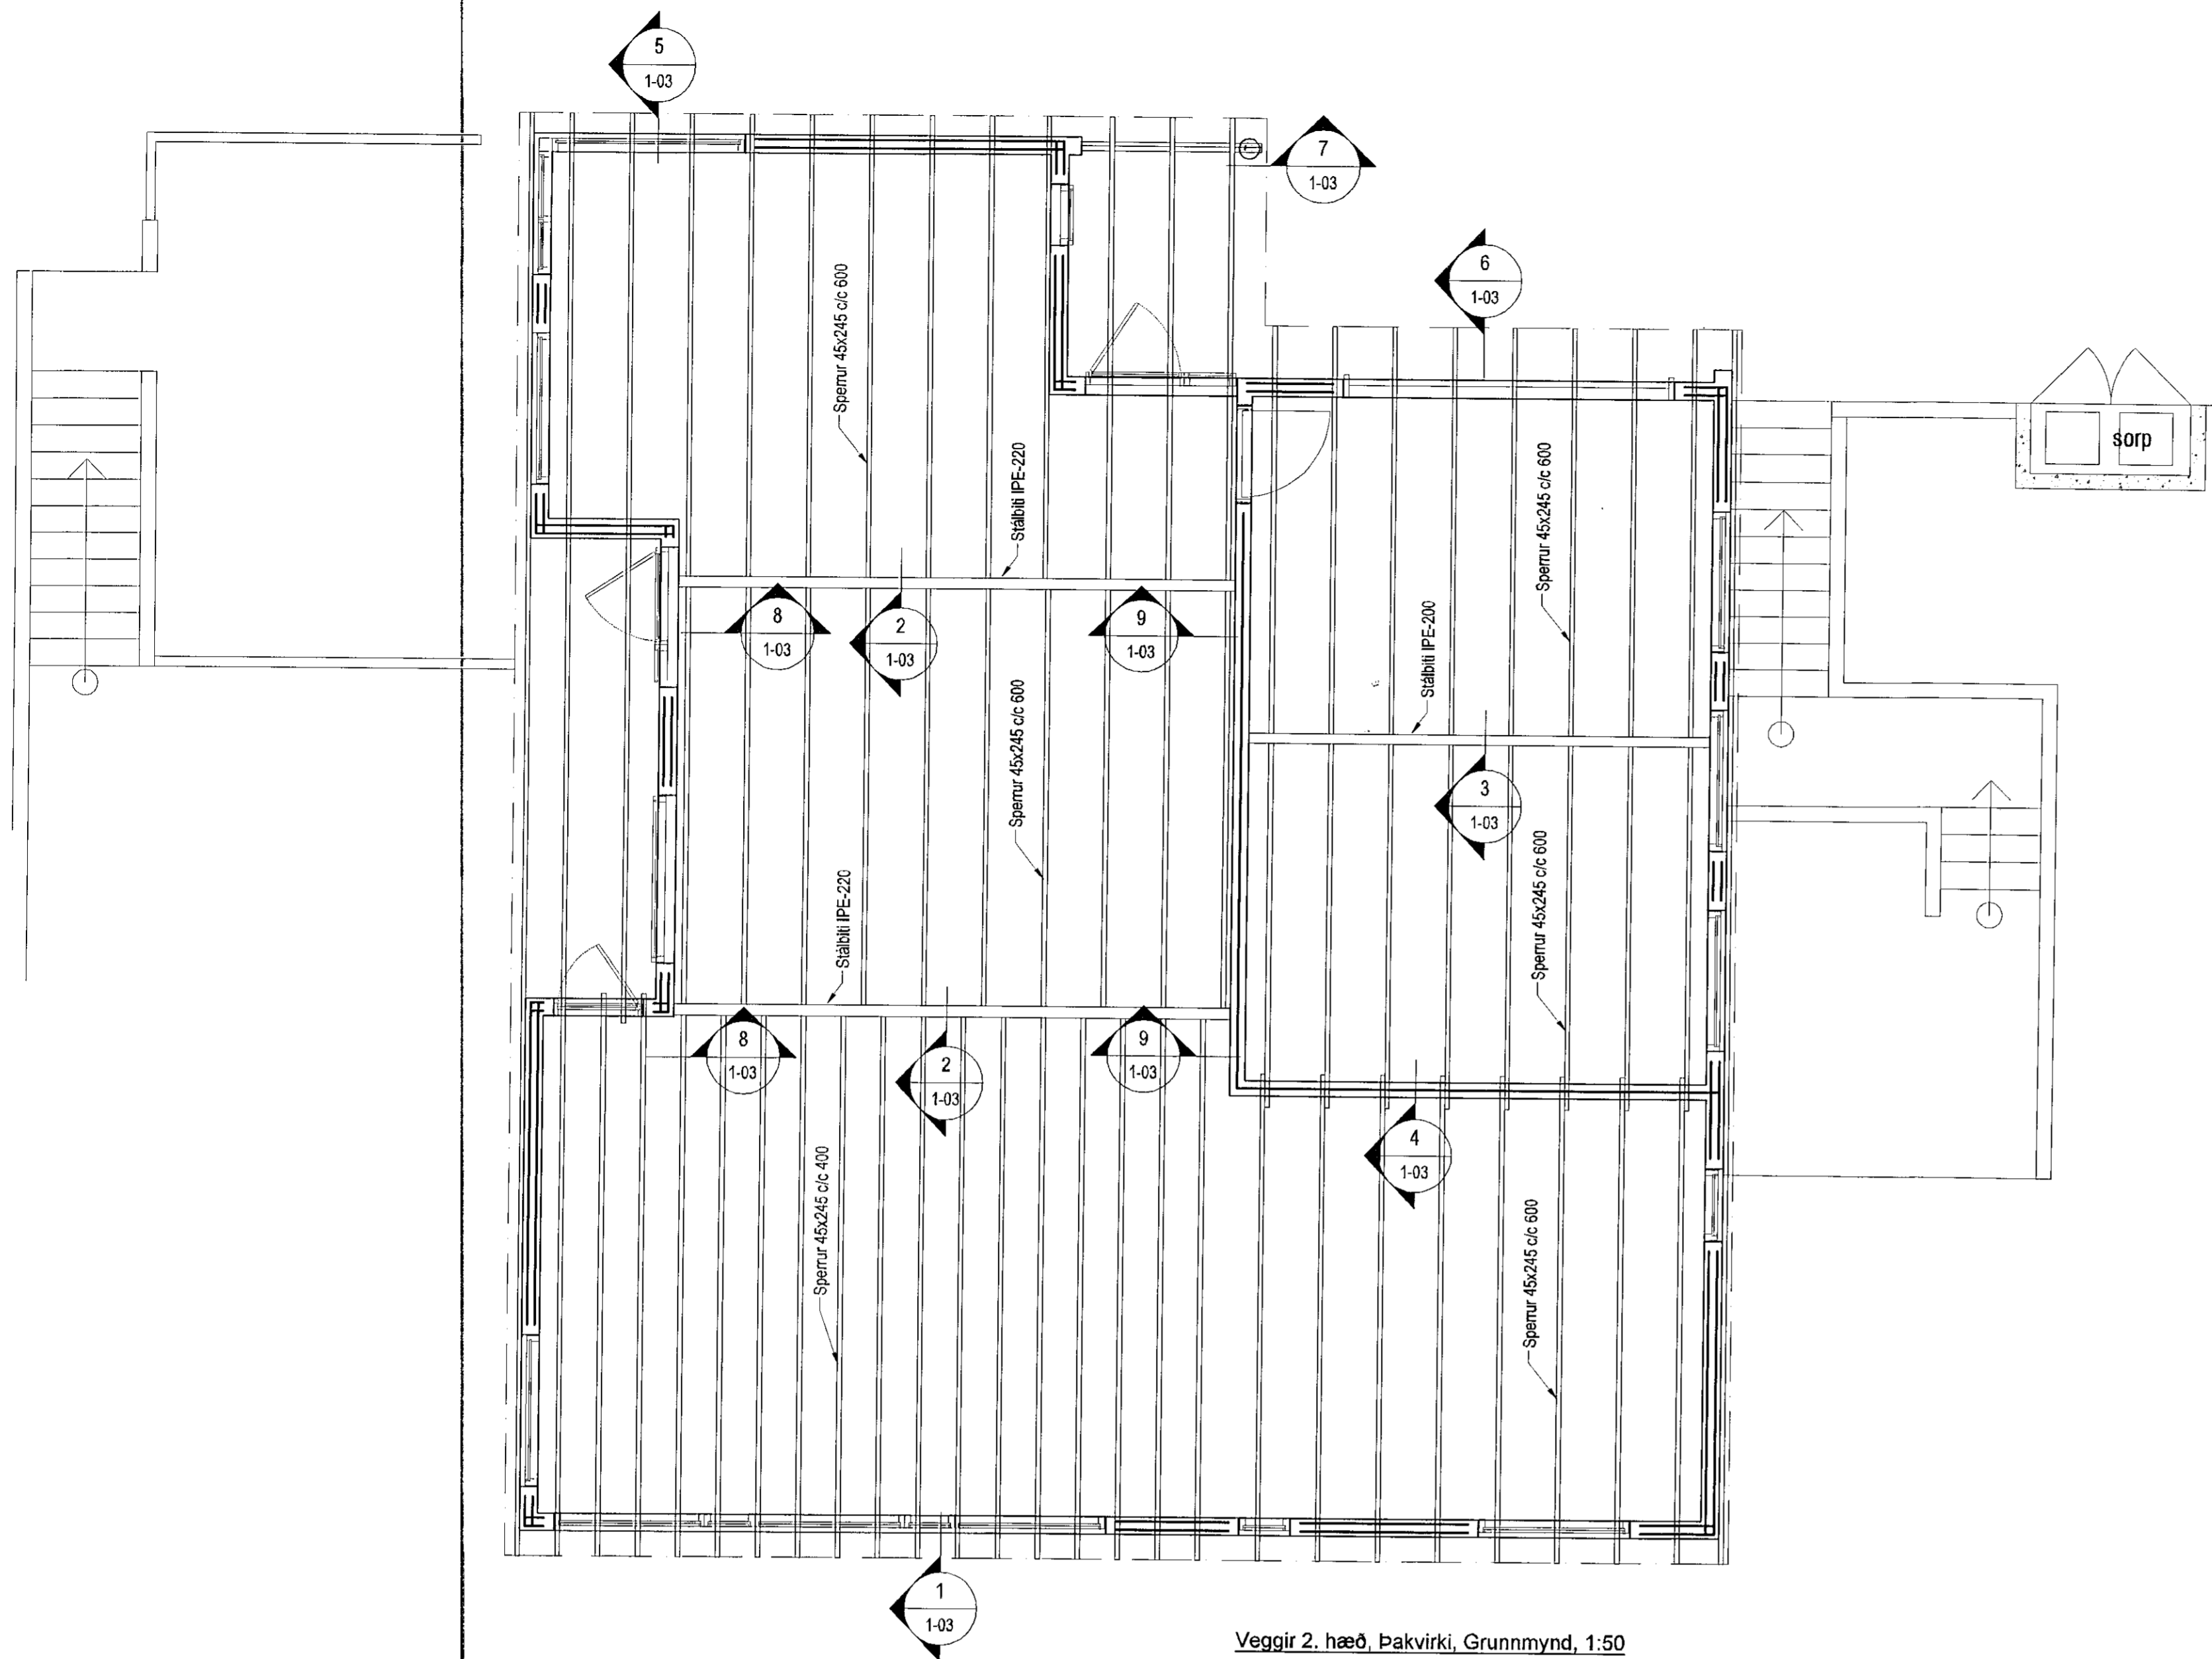 5
1-03
7
1-03
6
1-03
Sperrur 45x245 c/c 600
sorp
Stálbiti IPE-220
Sperrur 45x245 c/c 600
8
1-03
2
1-03
9
1-03
Stálbiti IPE-200
Sperrur 45x245 c/c 600
3
1-03
Stálbiti IPE-220
Sperrur 45x245 c/c 600
8
1-03
2
1-03
9
1-03
4
1-03
Sperrur 45x245 c/c 400
Sperrur 45x245 c/c 600
1
1-03
Veggir 2. hæð, Þakvirki, Grunnmynd, 1:50